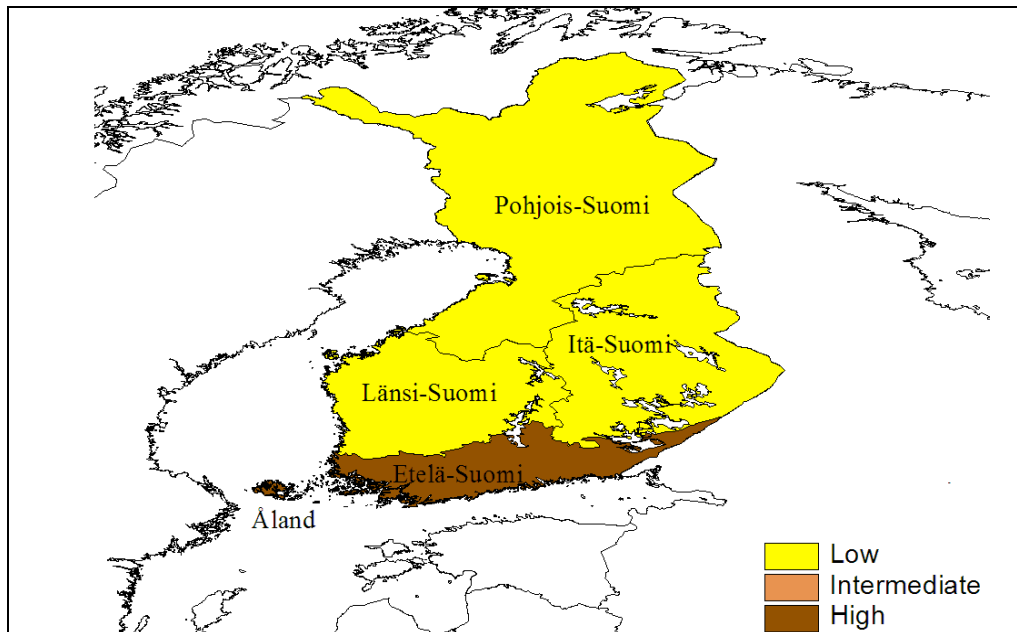 Pohjois-Suomi
Itä-Suomi
Länsi-Suomi
Etelä-Suomi
Åland
Low
Intermediate
High